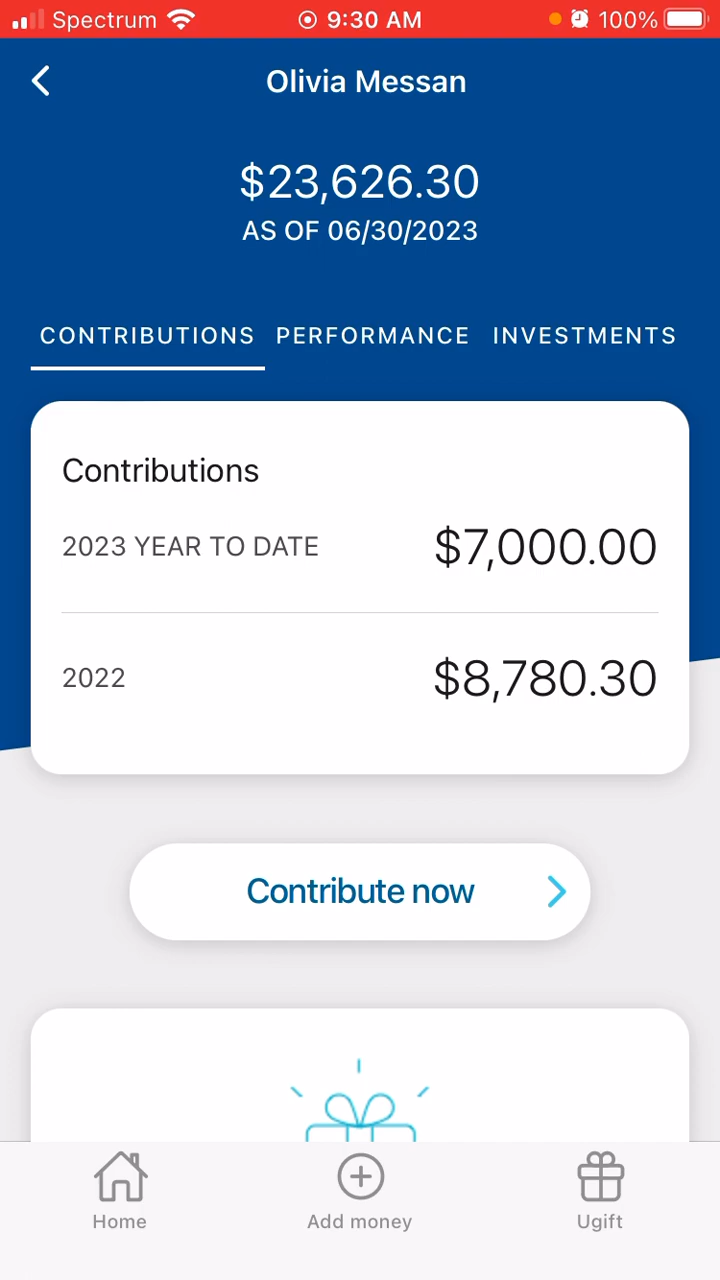 Spectrum 9:30 AM 100%
Olivia Messan
$23,626.30
AS OF 06/30/2023
CONTRIBUTIONS PERFORMANCE INVESTMENTS
Contributions
2023 YEAR TO DATE $7,000.00
2022 $8,780.30
Contribute now
Home Add money Ugift